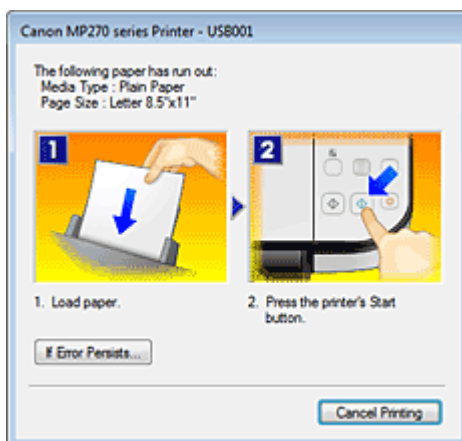 Canon MP270 series Printer - USB001
The following paper has run out:
Media Type : Plain Paper
Page Size : Letter 8.5"x11"
1
2
1. Load paper.
2. Press the printer's Start
button.
If Error Persists...
Cancel Printing